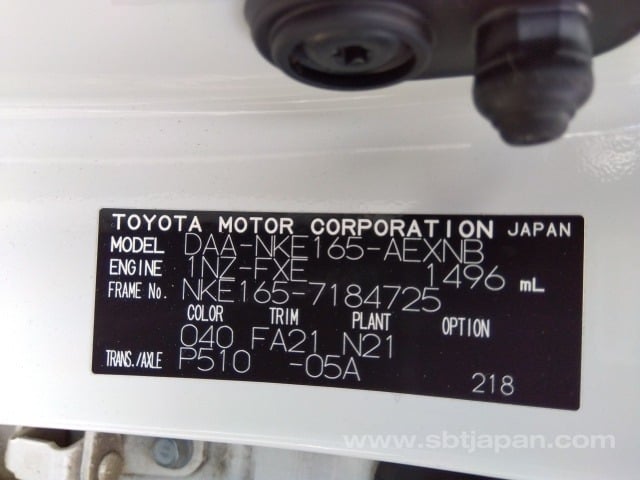 TOYOTA MOTOR CORPORATION JAPAN
MODEL DAA-NKE165-AEXNB
ENGINE 1NZ-FXE 1496 mL
FRAME No. NKE165-7184725
COLOR TRIM PLANT OPTION
040 FA21 N21
TRANS./AXLE P510 -05A
218
www.sbtjapan.com